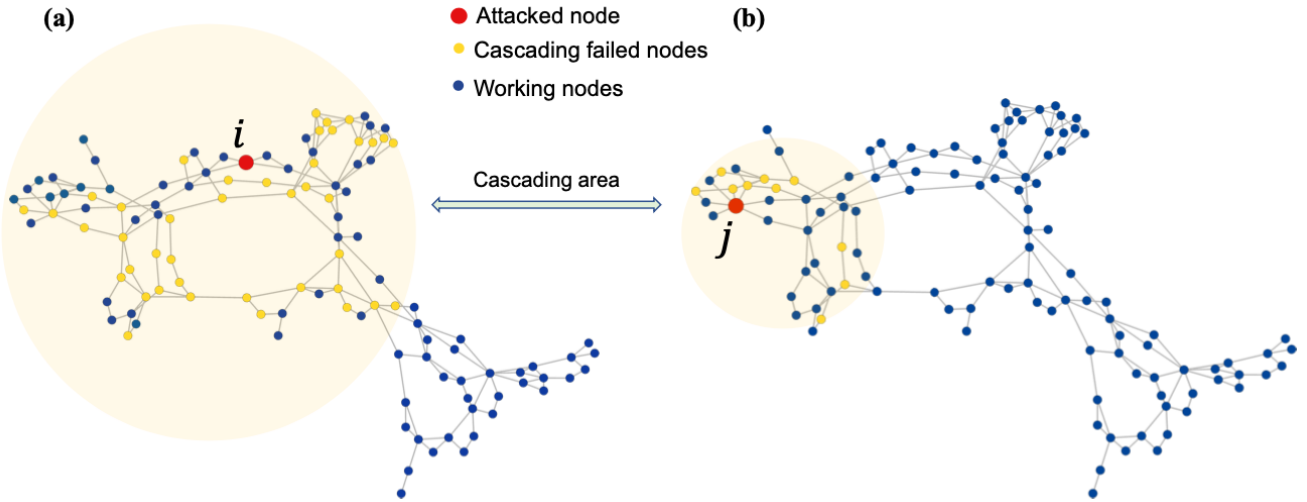 (a)
Attacked node
Cascading failed nodes
Working nodes
(b)
i
Cascading area
j